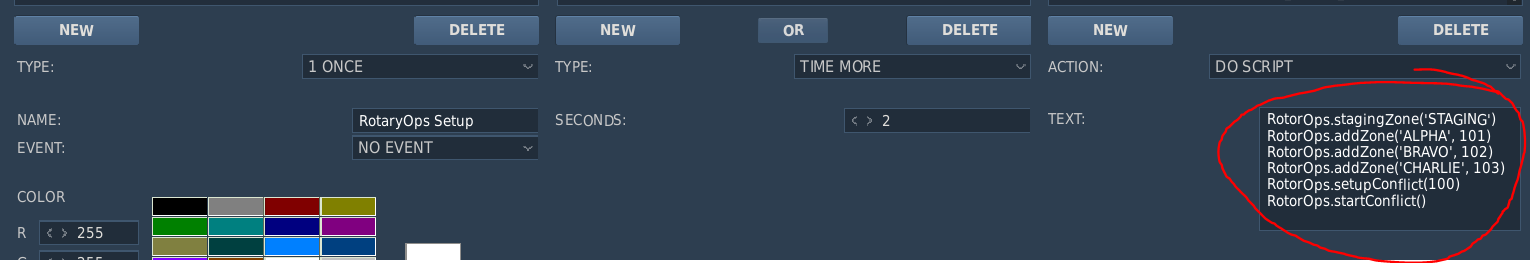 NEW DELETE NEW OR DELETE NEW DELETE
TYPE: 1 ONCE TYPE: TIME MORE ACTION: DO SCRIPT
NAME: RotaryOps Setup SECONDS: < > 2 TEXT:
EVENT: NO EVENT
RotorOps.stagingZone('STAGING')
RotorOps.addZone('ALPHA', 101)
RotorOps.addZone('BRAVO', 102)
RotorOps.addZone('CHARLIE', 103)
RotorOps.setupConflict(100)
RotorOps.startConflict()
COLOR
R < > 255